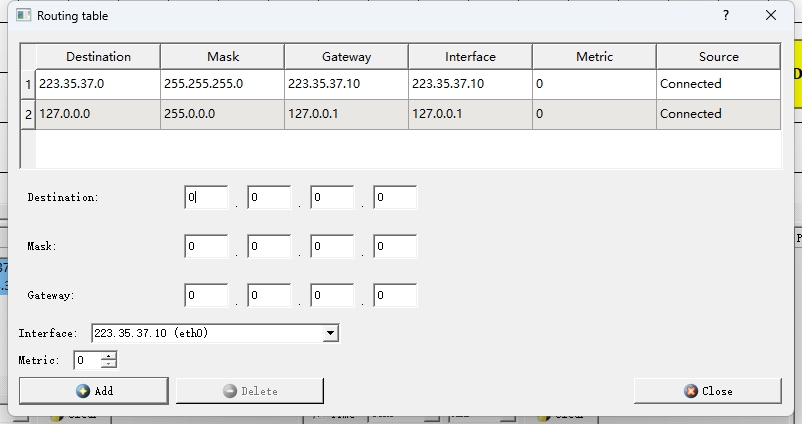 Routing table
Destination Mask Gateway Interface Metric Source
1 223.35.37.0 255.255.255.0 223.35.37.10 223.35.37.10 0 Connected
2 127.0.0.0 255.0.0.0 127.0.0.1 127.0.0.1 0 Connected
Destination: 0 . 0 . 0 . 0
Mask: 0 . 0 . 0 . 0
Gateway: 0 . 0 . 0 . 0
Interface: 223.35.37.10 (eth0)
Metric: 0
Add Delete Close